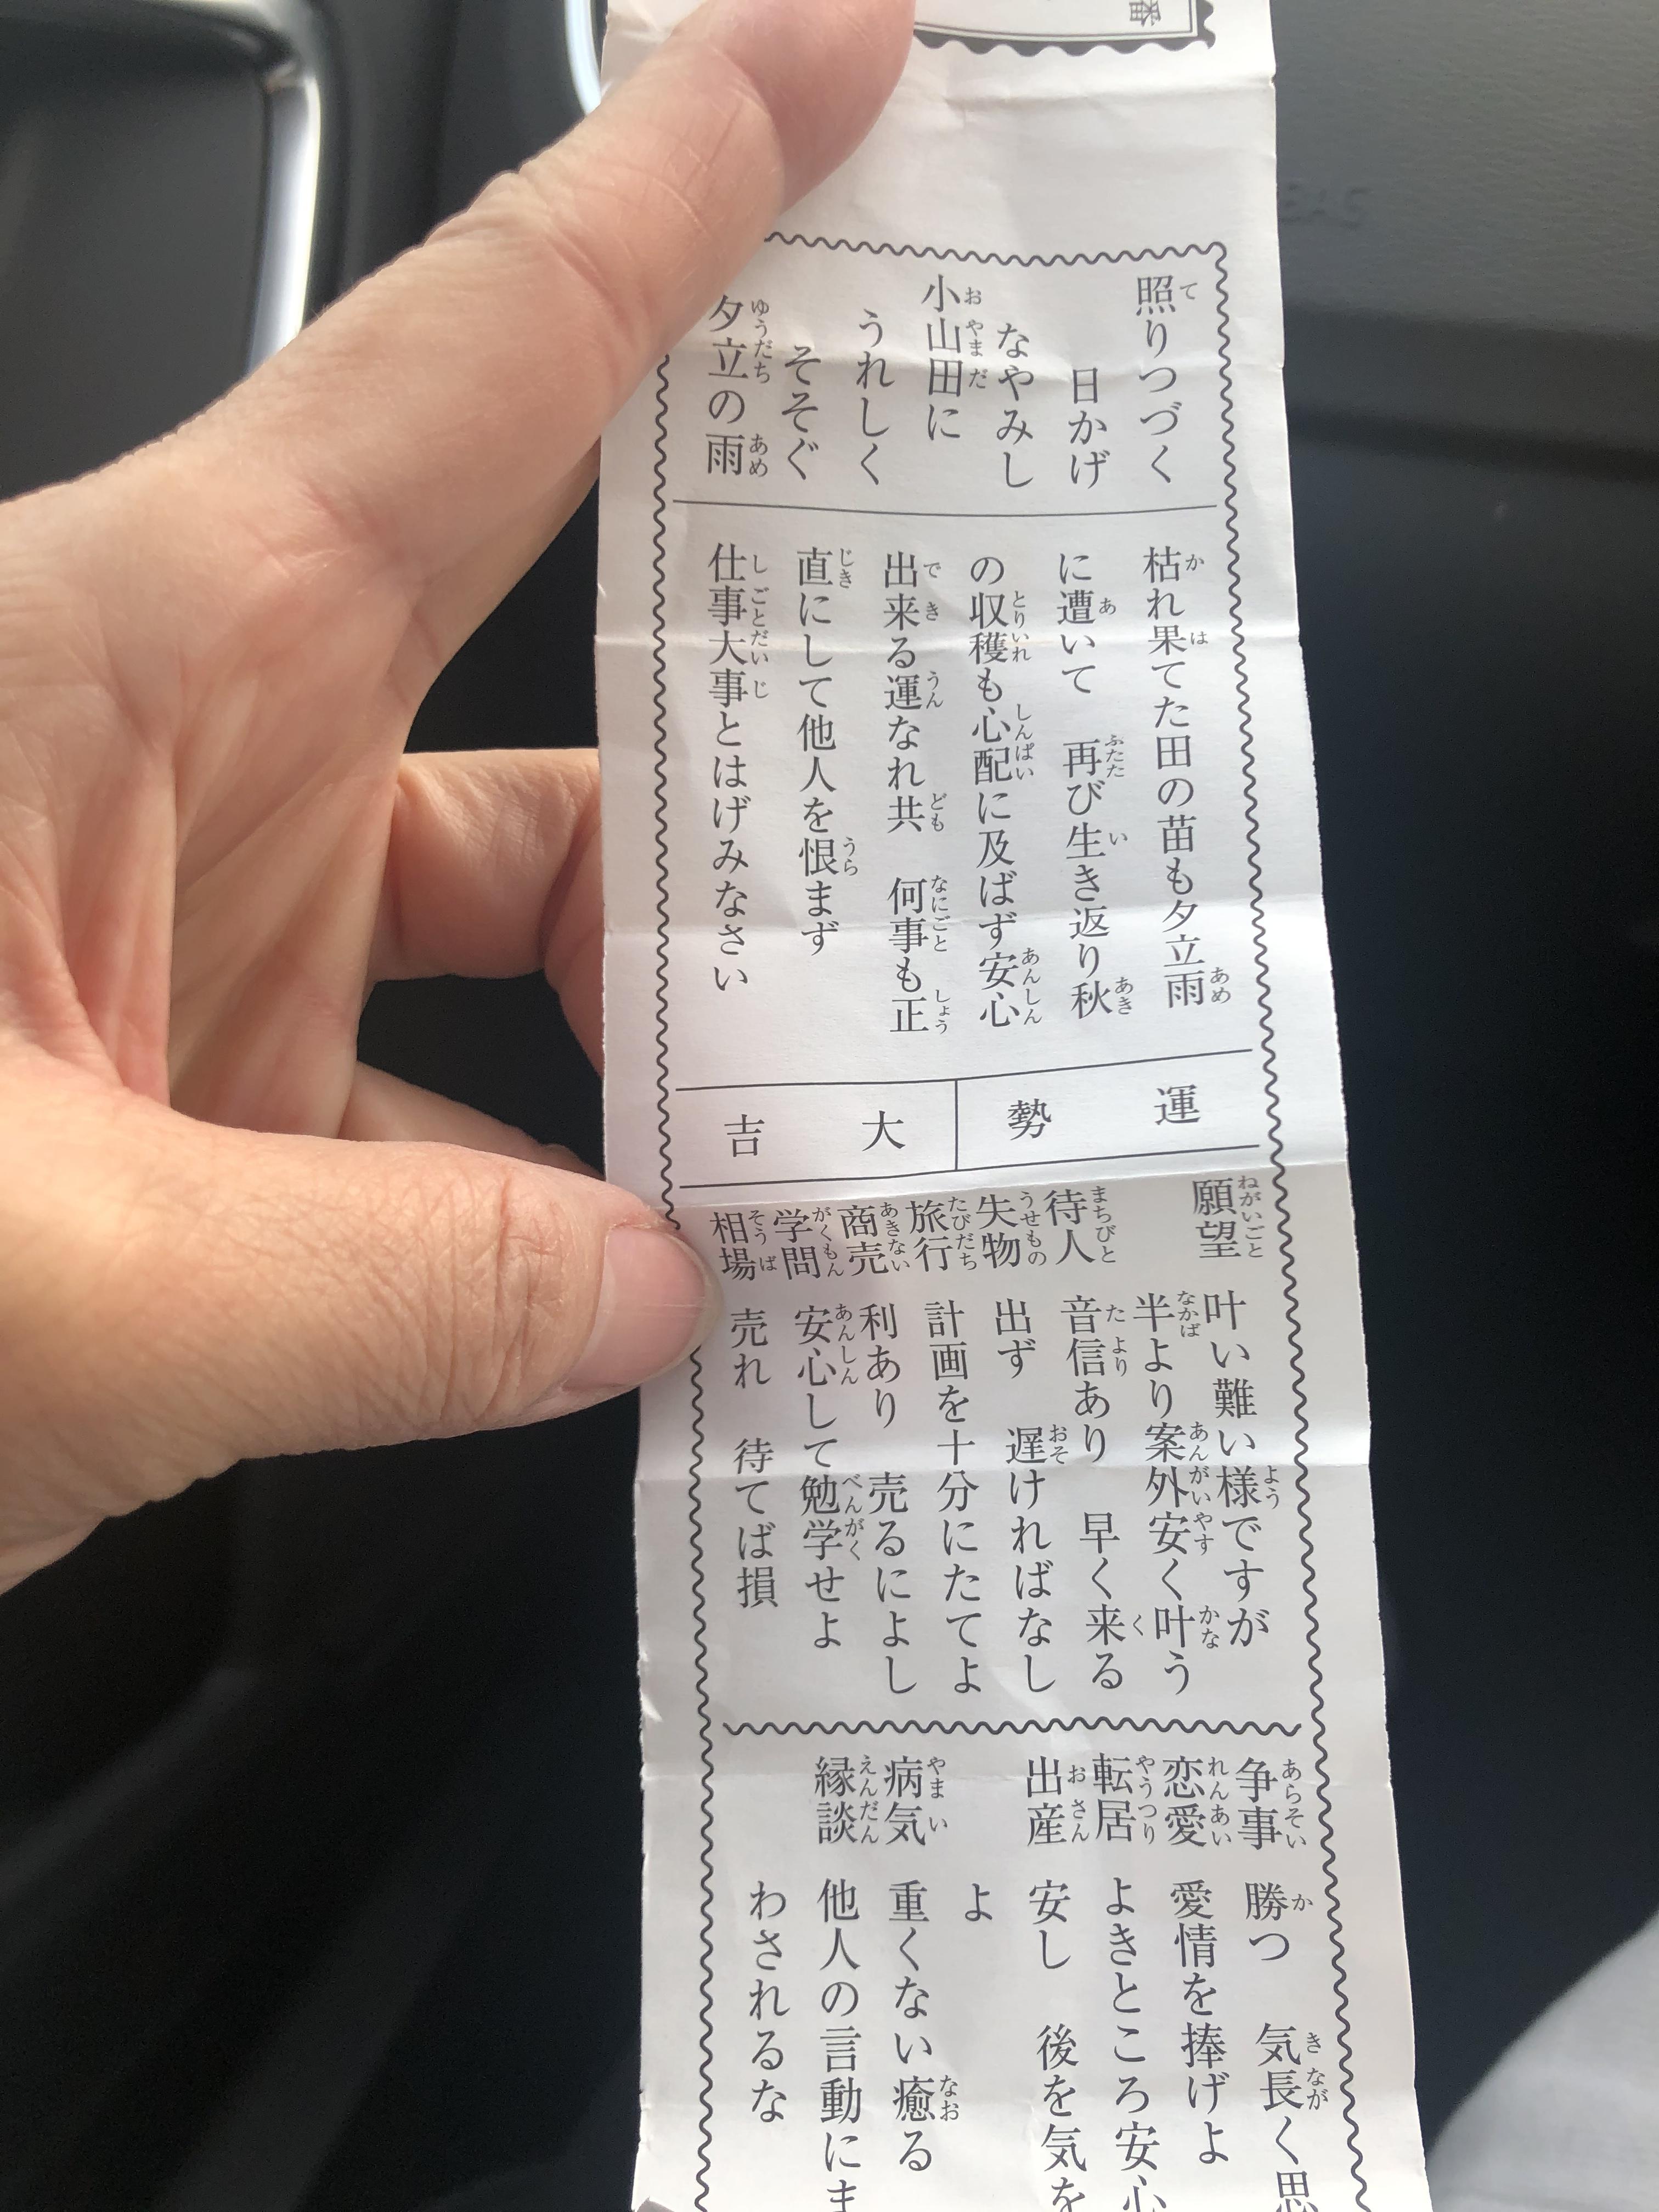 番
照りつづく
日かげ
なやみし
小山田に
うれしく
そそぐ
夕立の雨
枯れ果てた田の苗も夕立雨
に遭いて　再び生き返り秋
の収穫も心配に及ばず安心
出来る運なれ共　何事も正
直にして他人を恨まず
仕事大事とはげみなさい
運勢
大吉
願望　叶い難い様ですが
半より案外安く叶う
待人　音信あり　早く来る
失物　出ず　遅ければなし
旅行　計画を十分にたてよ
商売　利あり　売るによし
学問　安心して勉学せよ
相場　売れ　待てば損
争事　勝つ　気長く思
恋愛　愛情を捧げよ
転居　よきところ安心
出産　安し　後を気を
よ
病気　重くない癒る
縁談　他人の言動にま
わされるな